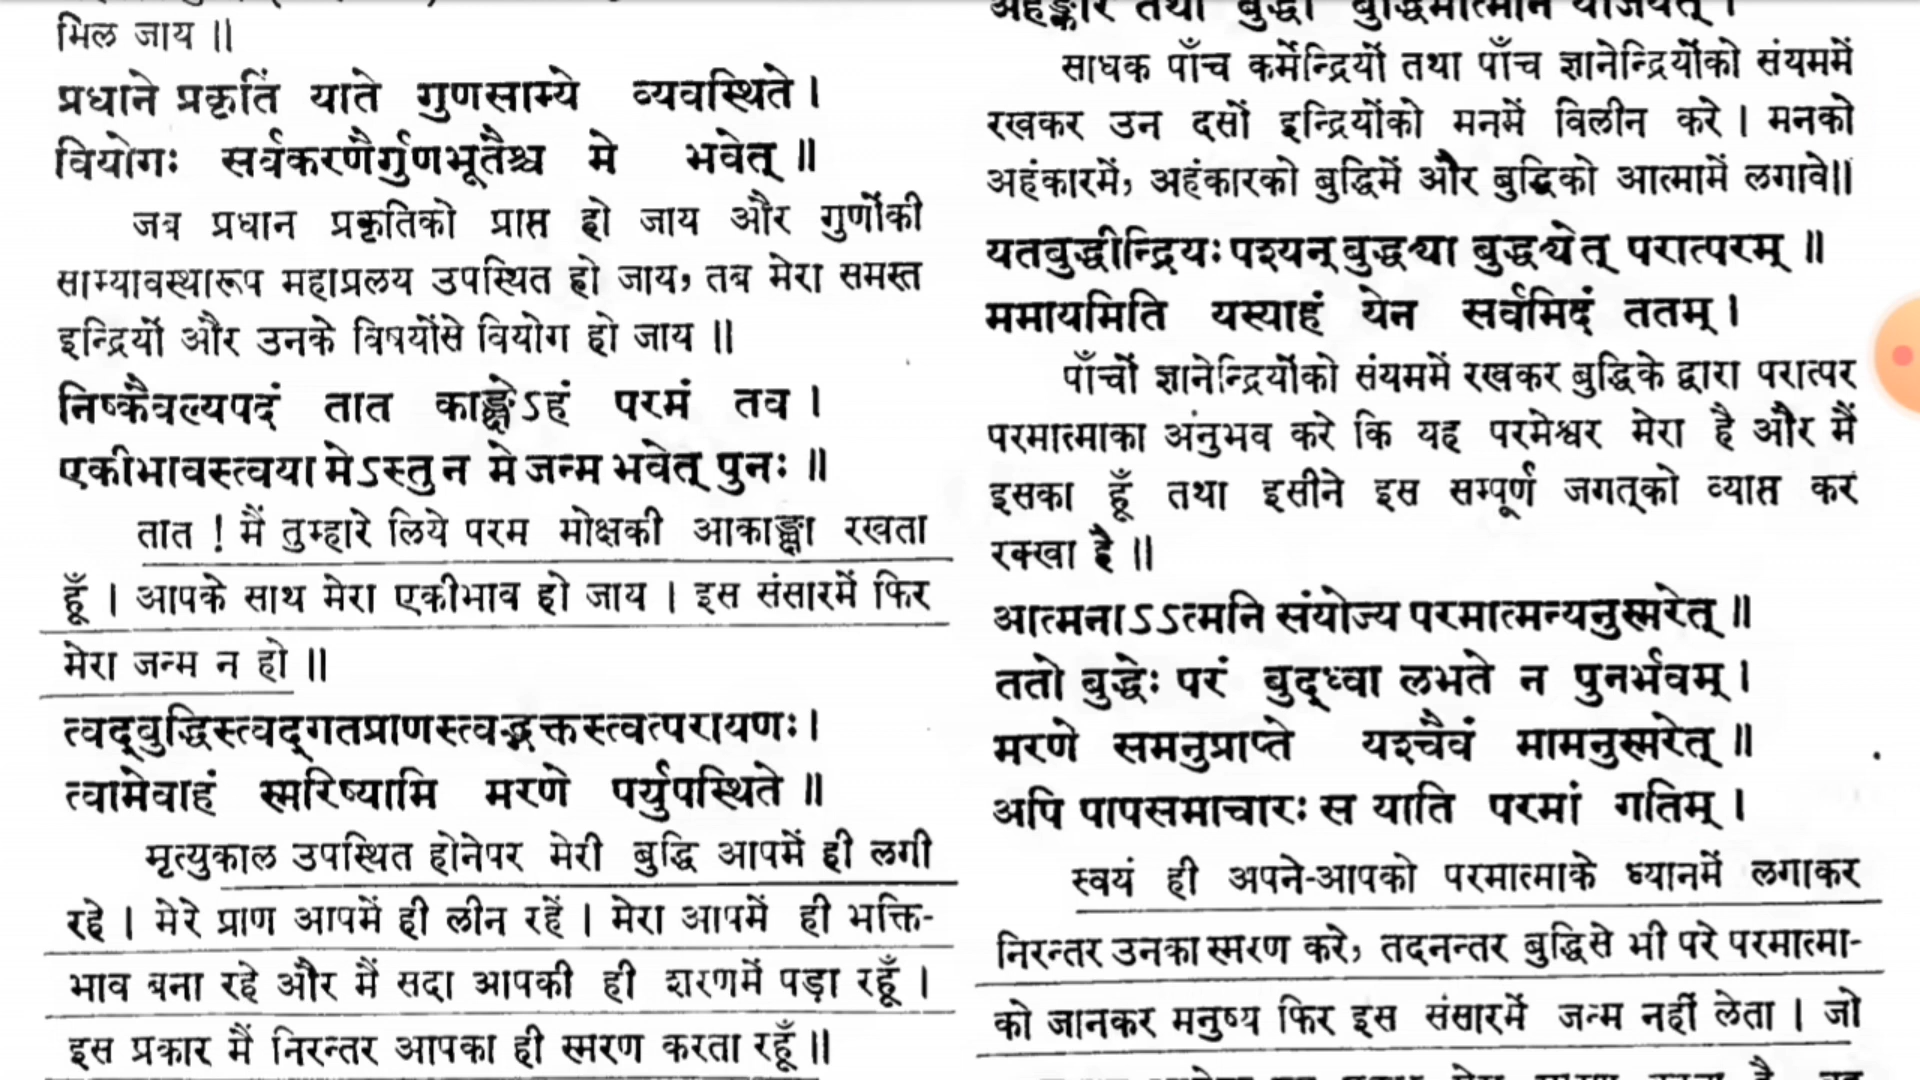 मिल जाय ॥
प्रधाने प्रकृतिं याते गुणसाम्ये व्यवस्थिते ।
वियोगः सर्वकरणैर्गुणभूतैश्च मे भवेत् ॥
जब प्रधान प्रकृतिको प्राप्त हो जाय और गुणोंकी
साम्यावस्थारूप महाप्रलय उपस्थित हो जाय, तब मेरा समस्त
इन्द्रियों और उनके विषयोंसे वियोग हो जाय ॥
निष्कैवल्यपदं तात काङ्क्षेऽहं परमं तव ।
एकीभावस्त्वया मेऽस्तु न मे जन्म भवेत् पुनः ॥
तात ! मैं तुम्हारे लिये परम मोक्षकी आकाङ्क्षा रखता
हूँ । आपके साथ मेरा एकीभाव हो जाय । इस संसारमें फिर
मेरा जन्म न हो ॥
त्वद्बुद्धिस्त्वद्गतप्राणस्त्वद्भक्तस्त्वत्परायणः ।
त्वामेवाहं स्मरिष्यामि मरणे पर्युपस्थिते ॥
मृत्युकाल उपस्थित होनेपर मेरी बुद्धि आपमें ही लगी
रहे । मेरे प्राण आपमें ही लीन रहें । मेरा आपमें ही भक्ति-
भाव बना रहे और मैं सदा आपकी ही शरणमें पड़ा रहूँ ।
इस प्रकार मैं निरन्तर आपका ही स्मरण करता रहूँ ॥
अहङ्कारं तथा बुद्धौ बुद्धिमात्मनि योजयेत् ।
साधक पाँच कर्मेन्द्रियों तथा पाँच ज्ञानेन्द्रियोंको संयममें
रखकर उन दसों इन्द्रियोंको मनमें विलीन करे । मनको
अहंकारमें, अहंकारको बुद्धिमें और बुद्धिको आत्मामें लगावे॥
यतबुद्धीन्द्रियः पश्यन् बुद्ध्या बुद्ध्येत् परात्परम् ॥
ममायमिति यस्याहं येन सर्वमिदं ततम् ।
पाँचों ज्ञानेन्द्रियोंको संयममें रखकर बुद्धिके द्वारा परात्पर
परमात्माका अंनुभव करे कि यह परमेश्वर मेरा है और मैं
इसका हूँ तथा इसीने इस सम्पूर्ण जगत्को व्याप्त कर
रक्खा है ॥
आत्मनाऽऽत्मनि संयोज्य परमात्मन्यनुस्मरेत् ॥
ततो बुद्धेः परं बुद्ध्वा लभते न पुनर्भवम् ।
मरणे समनुप्राप्ते यश्चैवं मामनुस्मरेत् ॥
अपि पापसमाचारः स याति परमां गतिम् ।
स्वयं ही अपने-आपको परमात्माके ध्यानमें लगाकर
निरन्तर उनका स्मरण करे, तदनन्तर बुद्धिसे भी परे परमात्मा-
को जानकर मनुष्य फिर इस संसारमें जन्म नहीं लेता । जो